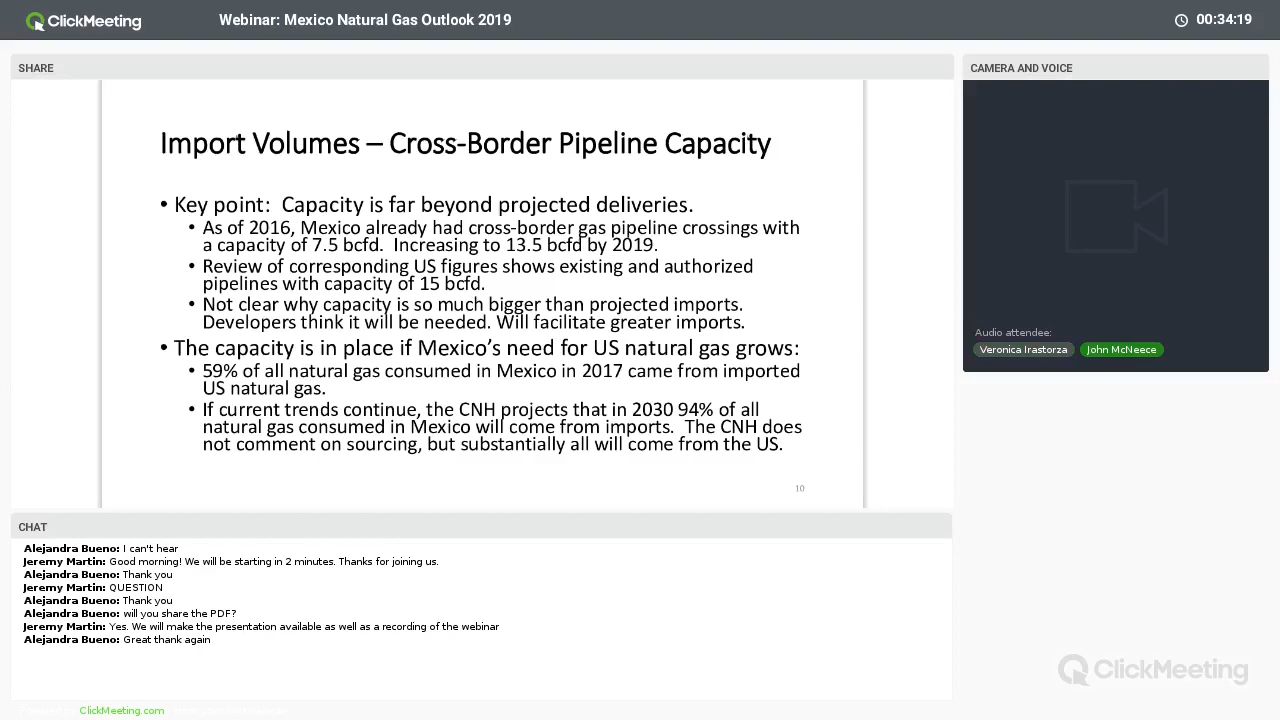 ClickMeeting
Webinar: Mexico Natural Gas Outlook 2019
00:34:19
SHARE
CAMERA AND VOICE
Import Volumes – Cross-Border Pipeline Capacity
• Key point:  Capacity is far beyond projected deliveries.
• As of 2016, Mexico already had cross-border gas pipeline crossings with
a capacity of 7.5 bcfd.  Increasing to 13.5 bcfd by 2019.
• Review of corresponding US figures shows existing and authorized
pipelines with capacity of 15 bcfd.
• Not clear why capacity is so much bigger than projected imports.
Developers think it will be needed. Will facilitate greater imports.
• The capacity is in place if Mexico's need for US natural gas grows:
• 59% of all natural gas consumed in Mexico in 2017 came from imported
US natural gas.
• If current trends continue, the CNH projects that in 2030 94% of all
natural gas consumed in Mexico will come from imports.  The CNH does
not comment on sourcing, but substantially all will come from the US.
10
Audio attendee:
Veronica Irastorza
John McNeece
CHAT
Alejandra Bueno: I can't hear
Jeremy Martin: Good morning! We will be starting in 2 minutes. Thanks for joining us.
Alejandra Bueno: Thank you
Jeremy Martin: QUESTION
Alejandra Bueno: Thank you
Alejandra Bueno: will you share the PDF?
Jeremy Martin: Yes. We will make the presentation available as well as a recording of the webinar
Alejandra Bueno: Great thank again
ClickMeeting
ClickMeeting.com